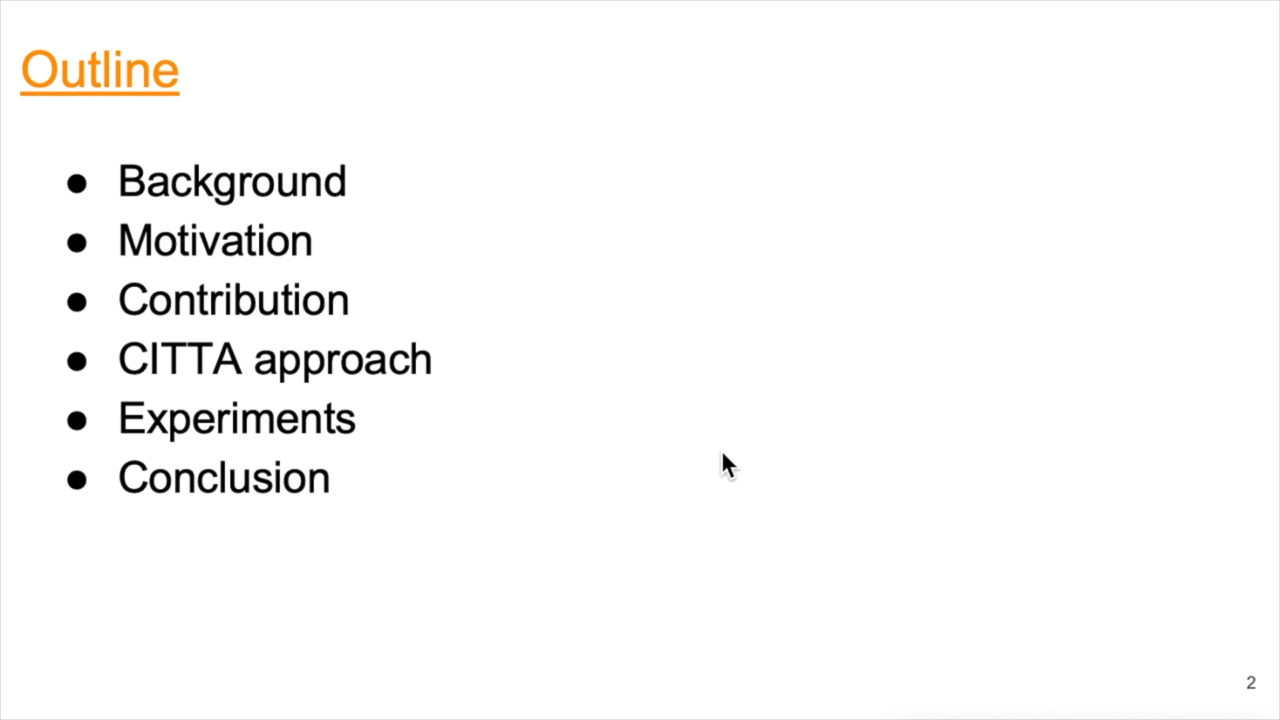 Outline
● Background
● Motivation
● Contribution
● CITTA approach
● Experiments
● Conclusion
2